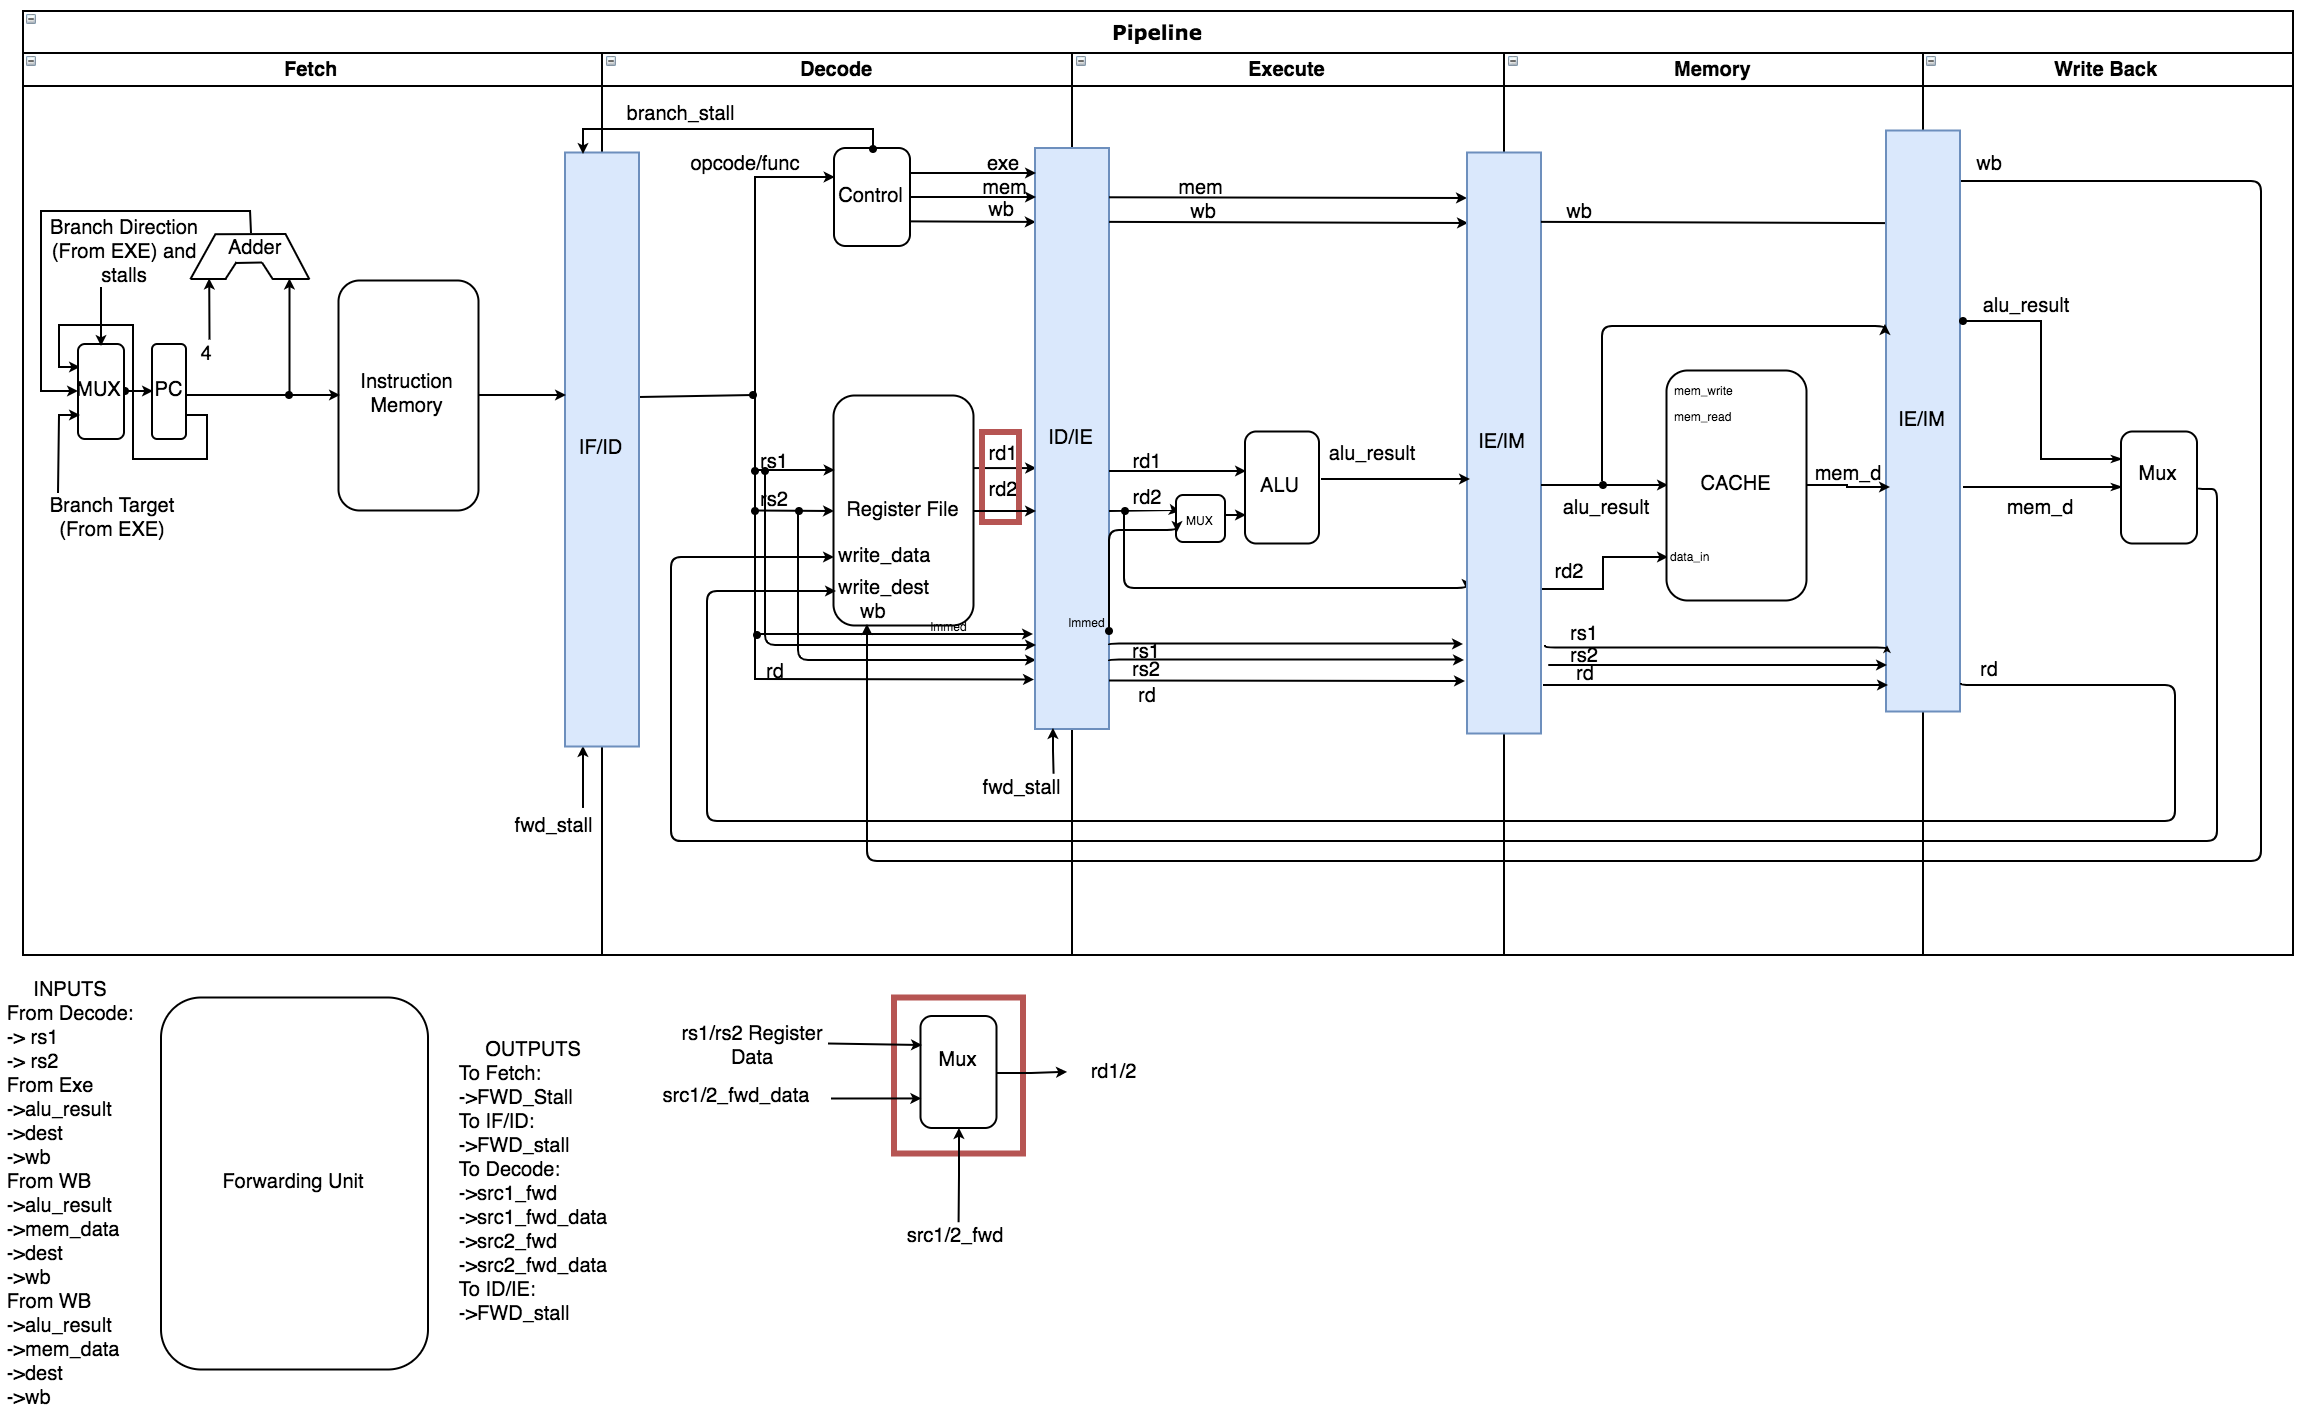 Pipeline
Fetch
Decode
Execute
Memory
Write Back
branch_stall
opcode/func
Control
exe
mem
wb
mem
wb
wb
wb
Branch Direction
(From EXE) and
stalls
Adder
4
MUX
PC
Branch Target
(From EXE)
Instruction
Memory
IF/ID
fwd_stall
rs1
rs2
Register File
write_data
write_dest
wb
Immed
rd
rd1
rd2
ID/IE
Immed
fwd_stall
rd1
rd2
MUX
ALU
alu_result
rs1
rs2
rd
IE/IM
alu_result
rd2
mem_write
mem_read
CACHE
data_in
mem_d
rs1
rs2
rd
IE/IM
alu_result
mem_d
Mux
rd
INPUTS
From Decode:
-> rs1
-> rs2
From Exe
->alu_result
->dest
->wb
From WB
->alu_result
->mem_data
->dest
->wb
From WB
->alu_result
->mem_data
->dest
->wb
Forwarding Unit
OUTPUTS
To Fetch:
->FWD_Stall
To IF/ID:
->FWD_stall
To Decode:
->src1_fwd
->src1_fwd_data
->src2_fwd
->src2_fwd_data
To ID/IE:
->FWD_stall
rs1/rs2 Register
Data
src1/2_fwd_data
Mux
rd1/2
src1/2_fwd